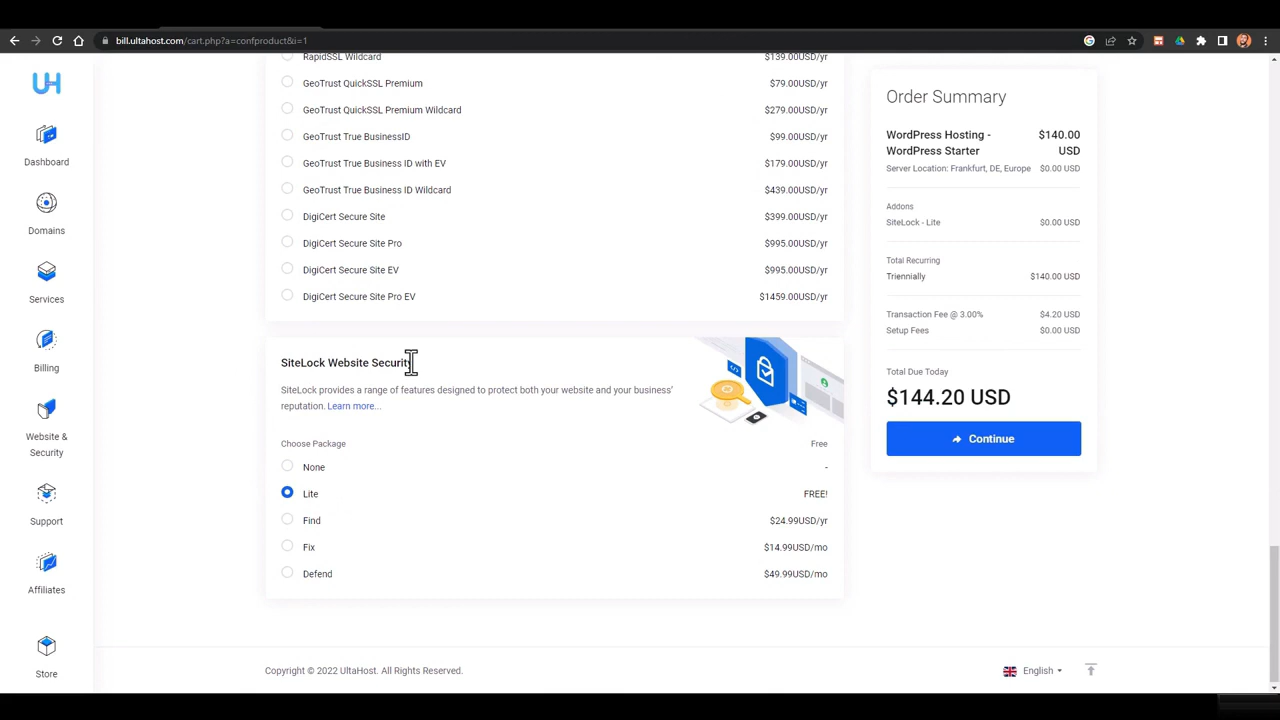 bill.ultahost.com/cart.php?a=confproduct&i=1
UH
Dashboard
Domains
Services
Billing
Website &
Security
Support
Affiliates
Store
RapidSSL Wildcard $139.00USD/yr
GeoTrust QuickSSL Premium $79.00USD/yr
GeoTrust QuickSSL Premium Wildcard $279.00USD/yr
GeoTrust True BusinessID $99.00USD/yr
GeoTrust True Business ID with EV $179.00USD/yr
GeoTrust True Business ID Wildcard $439.00USD/yr
DigiCert Secure Site $399.00USD/yr
DigiCert Secure Site Pro $995.00USD/yr
DigiCert Secure Site EV $995.00USD/yr
DigiCert Secure Site Pro EV $1459.00USD/yr
SiteLock Website Security
SiteLock provides a range of features designed to protect both your website and your business'
reputation. Learn more...
Choose Package Free
None -
Lite FREE!
Find $24.99USD/yr
Fix $14.99USD/mo
Defend $49.99USD/mo
Order Summary
WordPress Hosting - $140.00
WordPress Starter USD
Server Location: Frankfurt, DE, Europe $0.00 USD
Addons
SiteLock - Lite $0.00 USD
Total Recurring
Triennially $140.00 USD
Transaction Fee @ 3.00% $4.20 USD
Setup Fees $0.00 USD
Total Due Today
$144.20 USD
Continue
Copyright © 2022 UltaHost. All Rights Reserved.
English